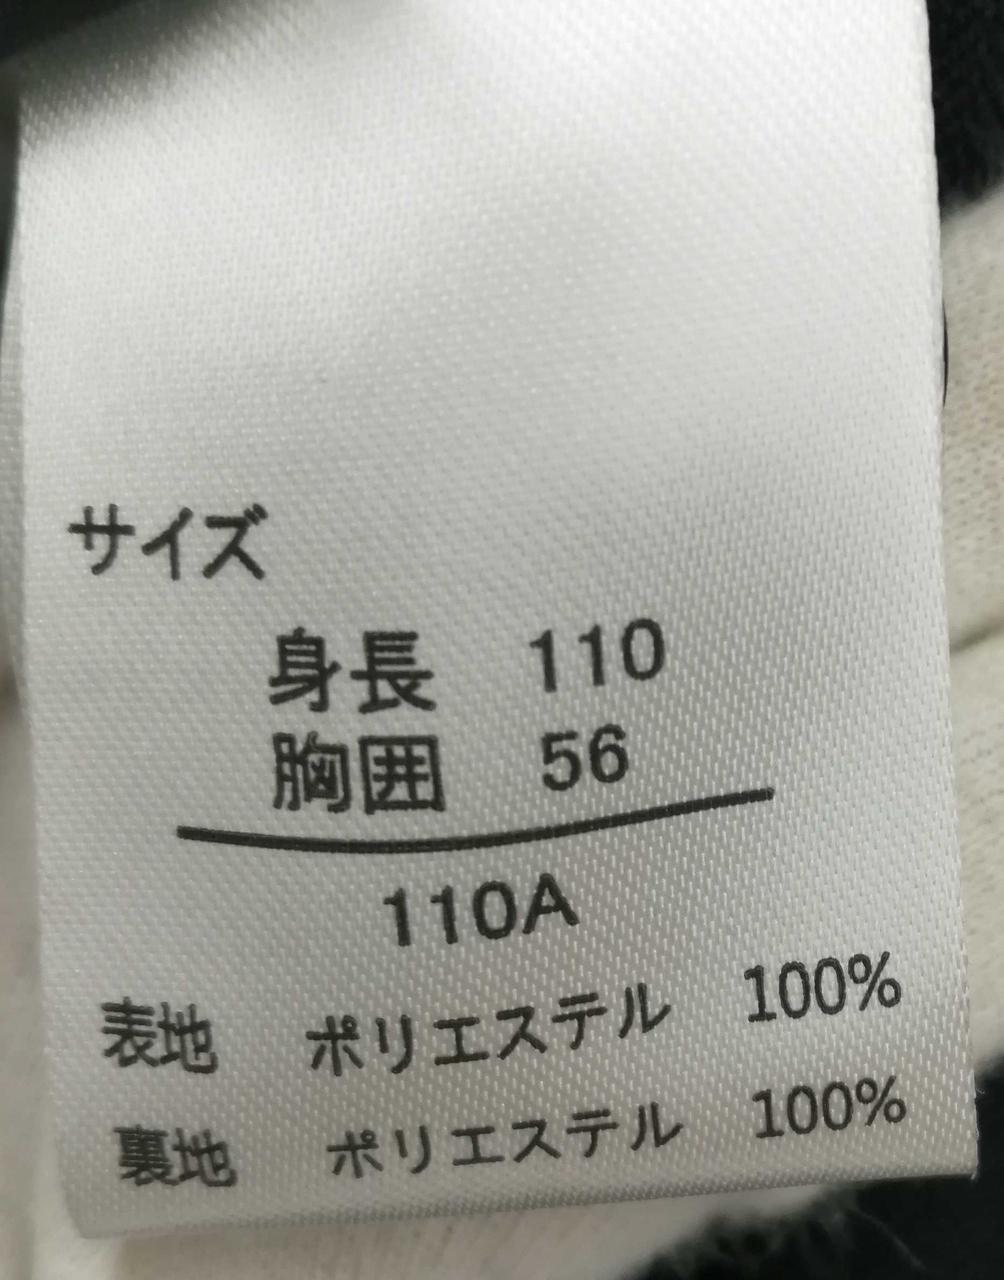 サイズ
身長 110
胸囲 56
110A
表地 ポリエステル 100%
裏地 ポリエステル 100%